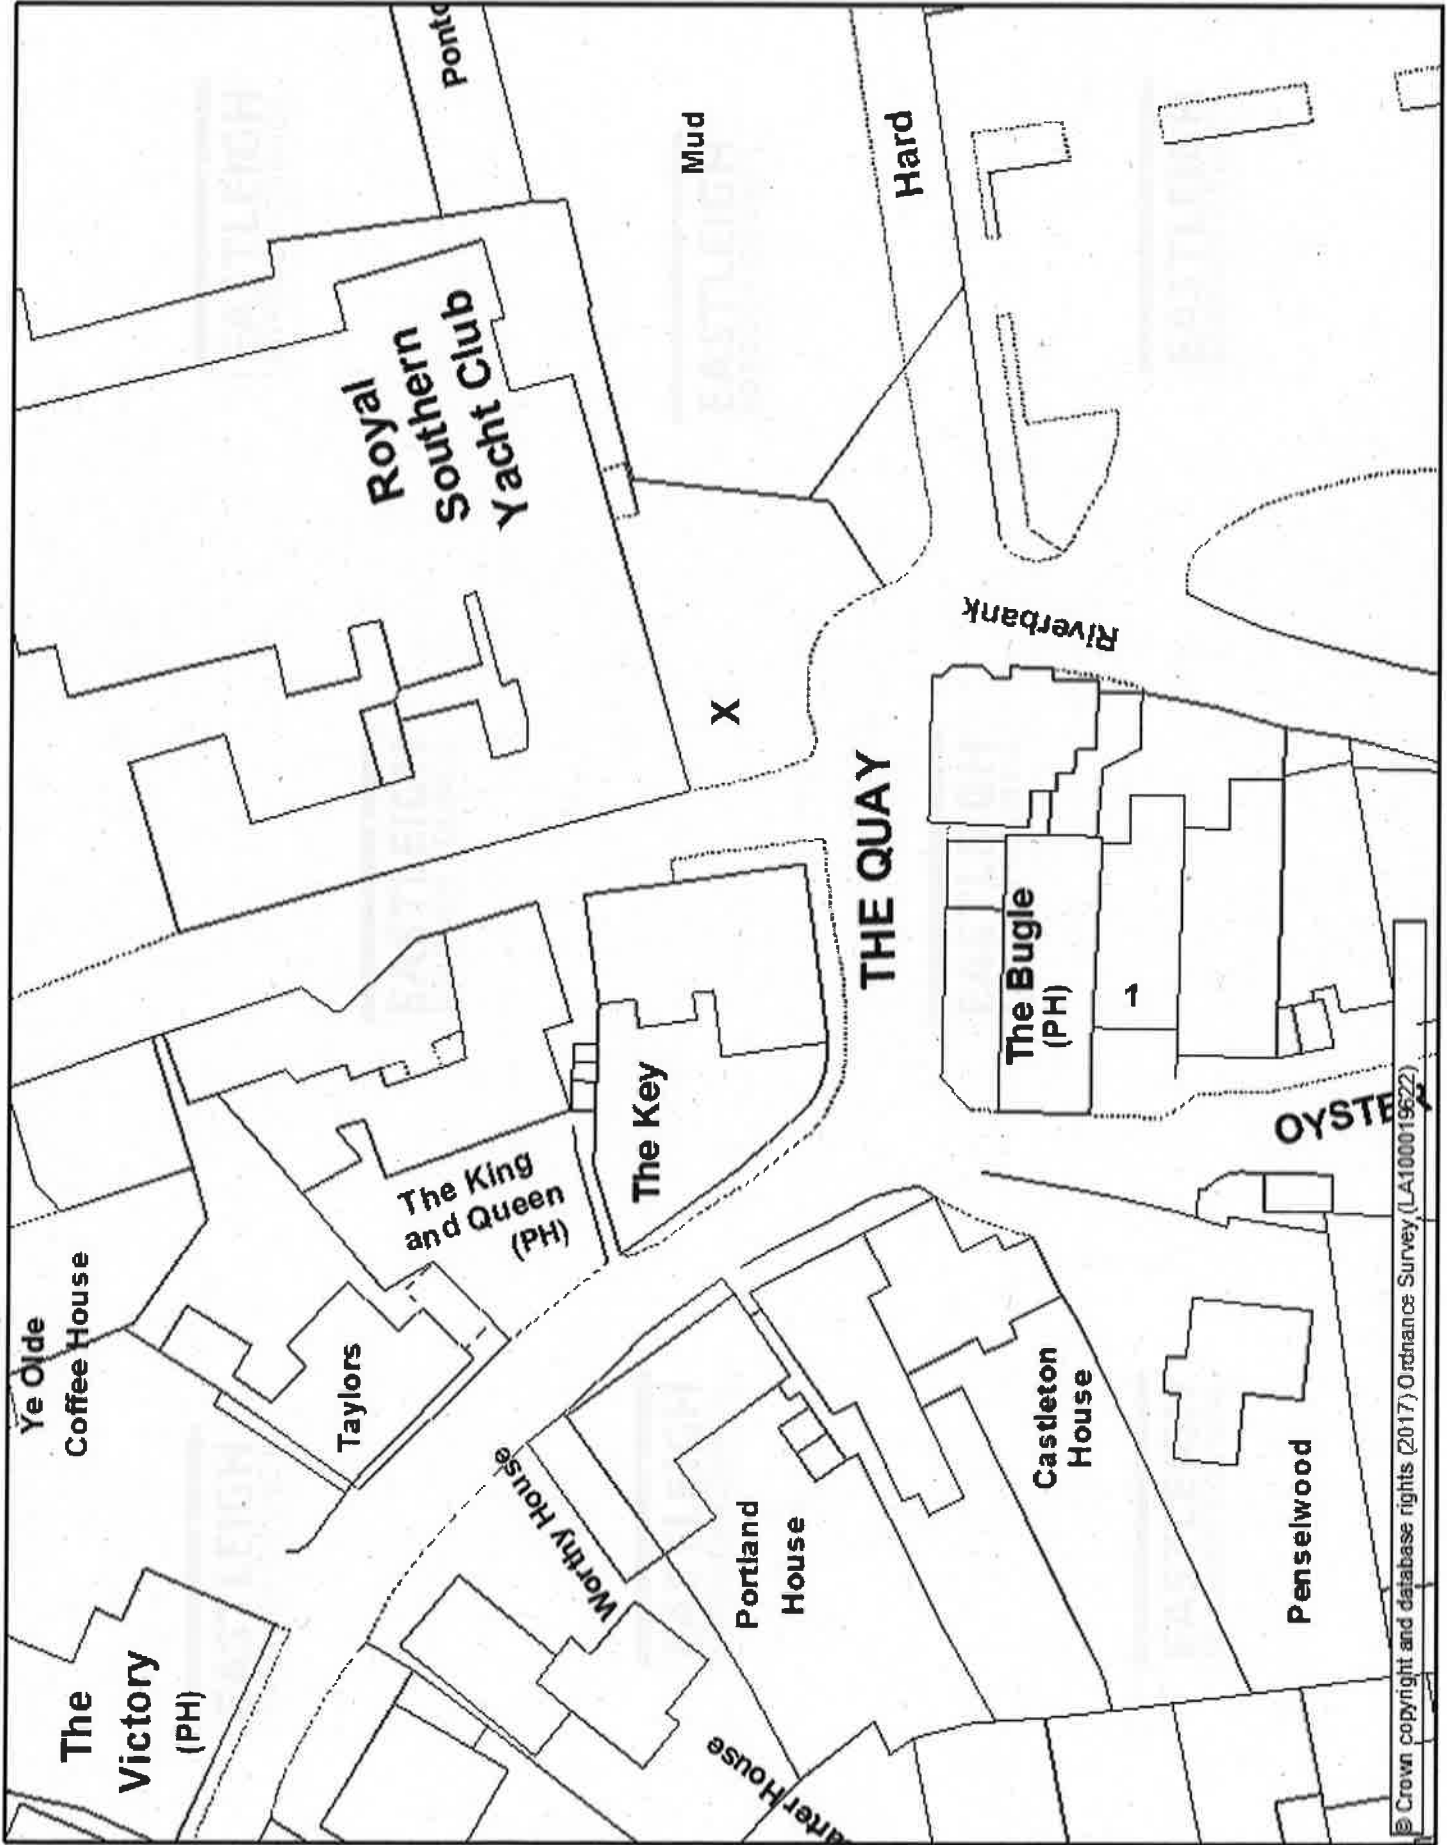 Ye Olde
Coffee House
The
Victory
(PH)
Taylors
The King
and Queen
(PH)
The Key
Royal
Southern
Yacht Club
Mud
Hard
X
THE QUAY
Riverbank
The Bugle
(PH)
1
Worthy House
Portland
House
Castleton
House
Penselwood
© Crown copyright and database rights (2017) Ordnance Survey (LA100019622)